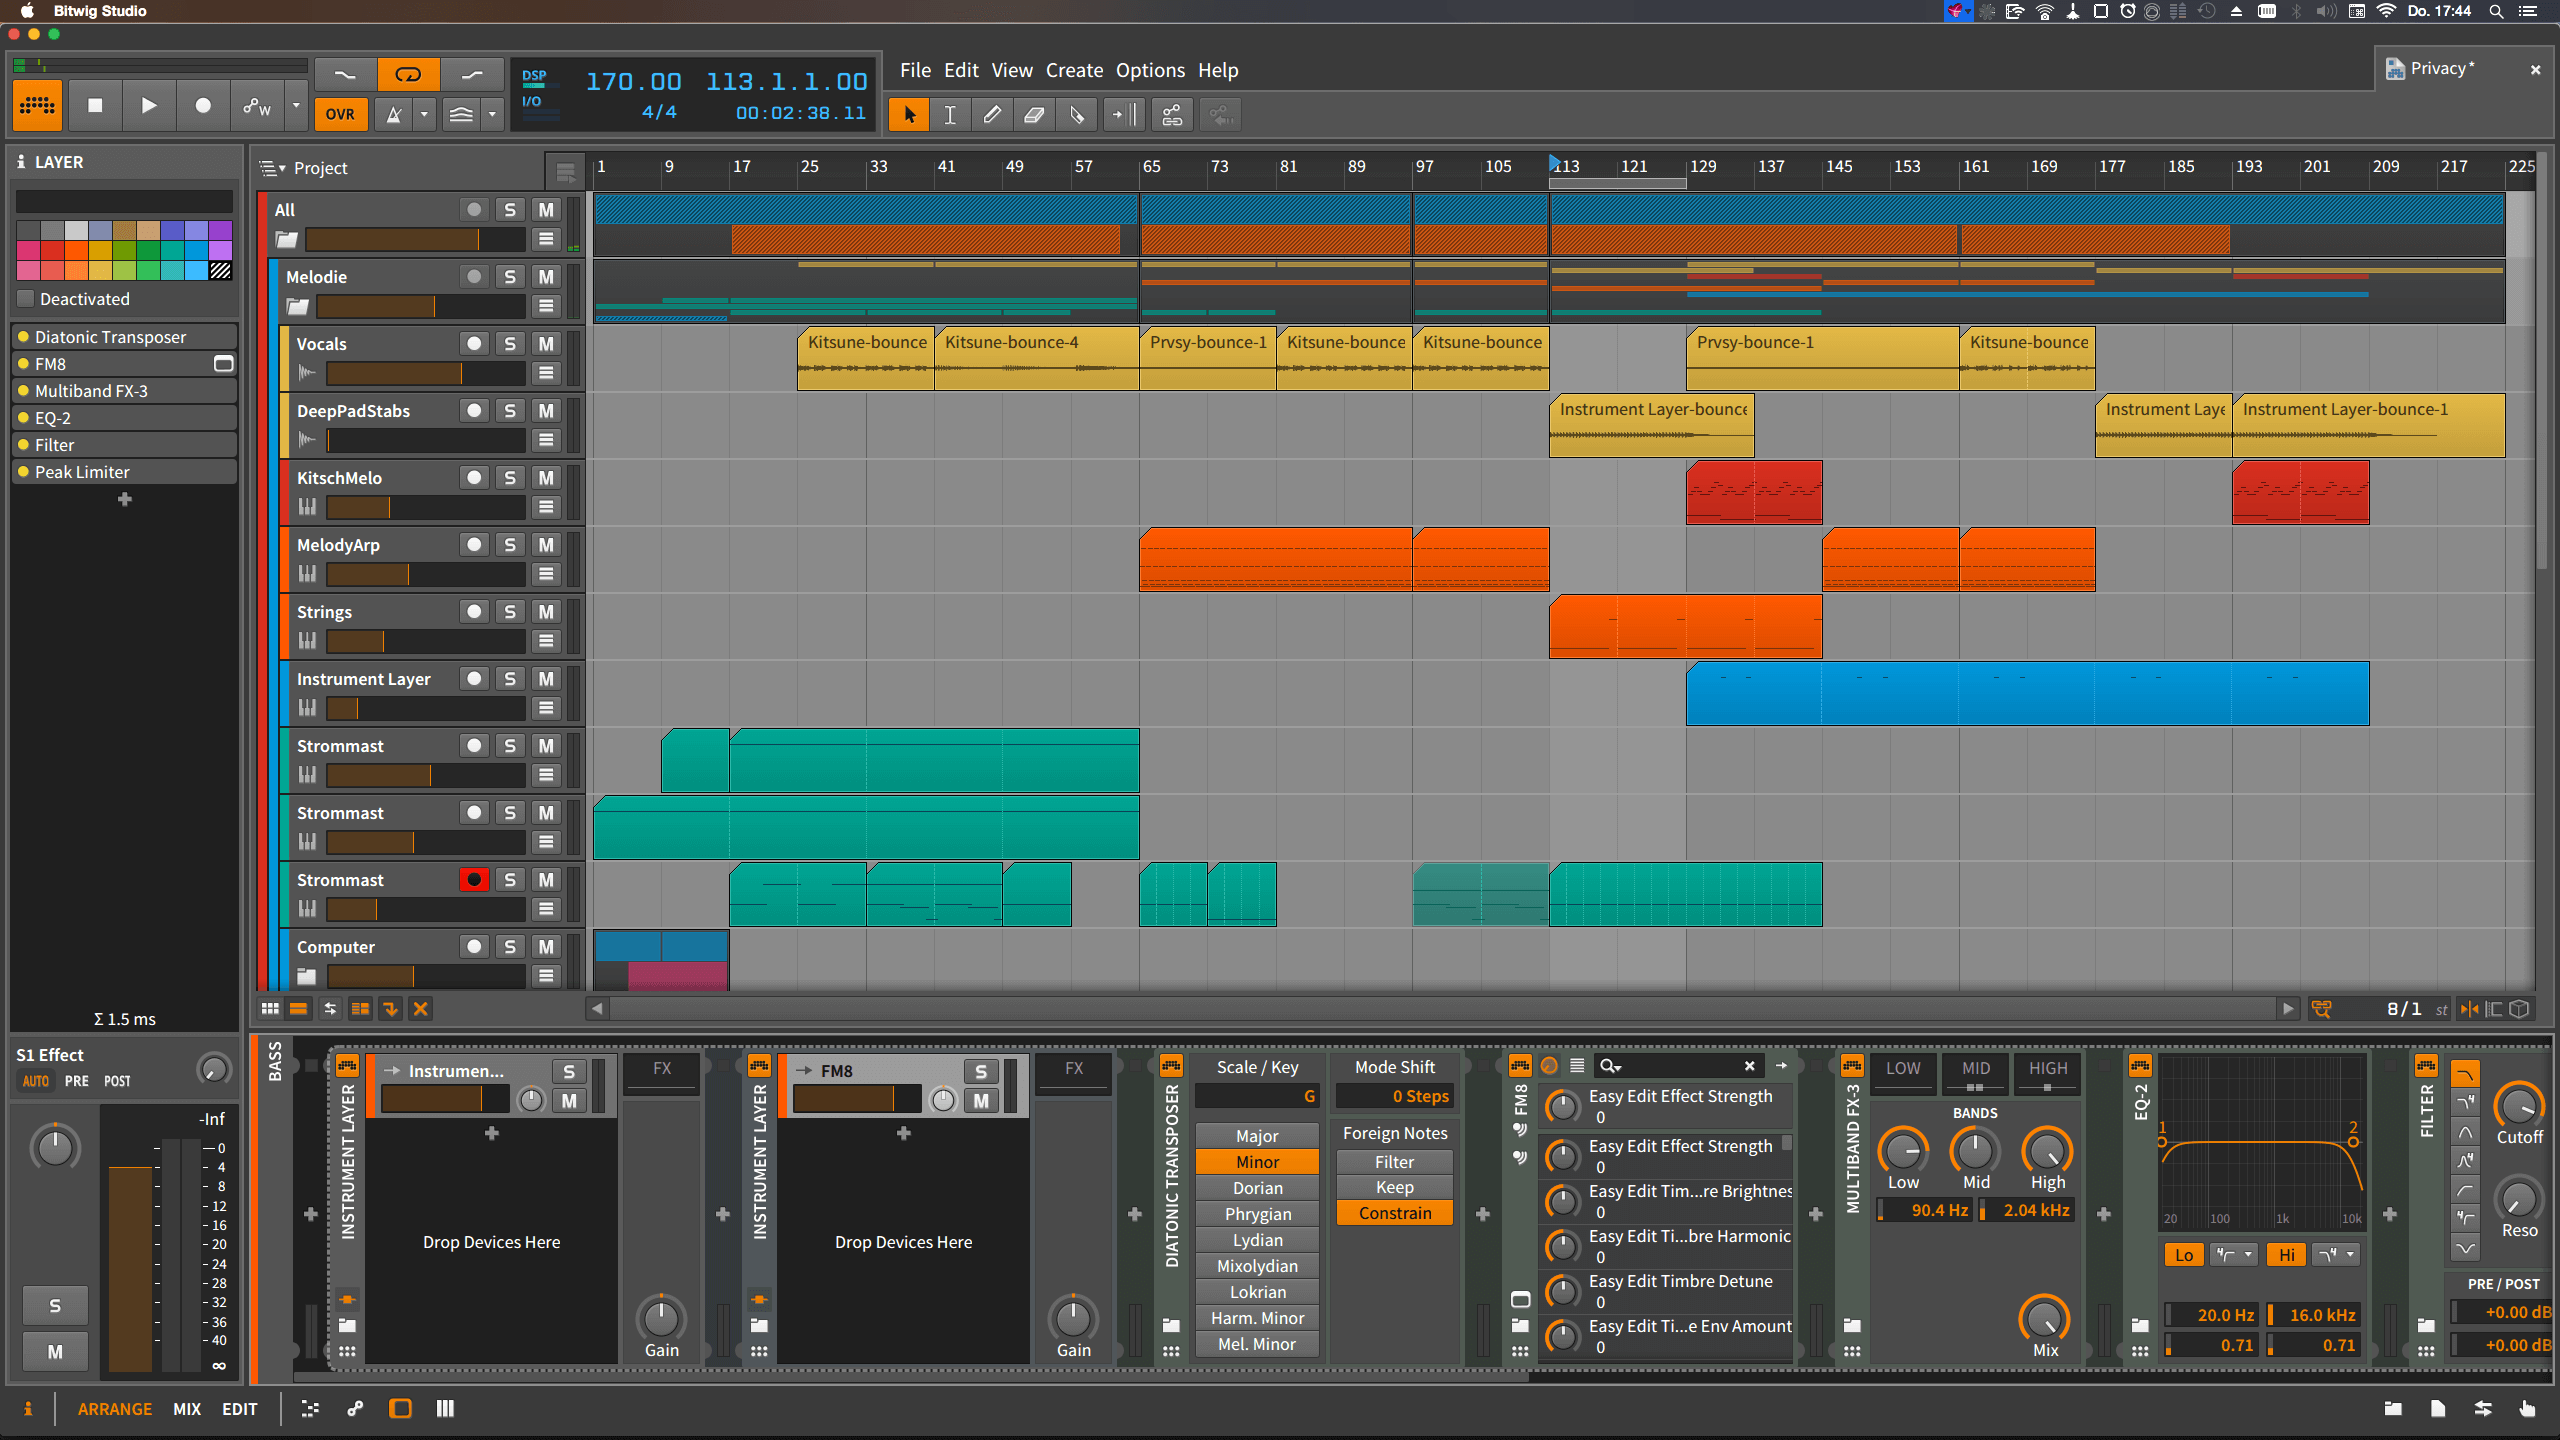 Bitwig Studio
Do. 17:44
DSP
I/O
170.00
113.1.1.00
4/4
00:02:38.11
OVR
File Edit View Create Options Help
Privacy*
LAYER
Deactivated
Diatonic Transposer
FM8
Multiband FX-3
EQ-2
Filter
Peak Limiter
Σ 1.5 ms
S1 Effect
AUTO PRE POST
-Inf
0
4
8
12
16
20
24
28
32
36
40
∞
S
M
Project
1 9 17 25 33 41 49 57 65 73 81 89 97 105 113 121 129 137 145 153 161 169 177 185 193 201 209 217 225
All S M
Melodie S M
Vocals S M
Kitsune-bounce
Kitsune-bounce-4
Prvsy-bounce-1
Kitsune-bounce
Kitsune-bounce
Prvsy-bounce-1
Kitsune-bounce
DeepPadStabs S M
Instrument Layer-bounce
Instrument Laye
Instrument Layer-bounce-1
KitschMelo S M
MelodyArp S M
Strings S M
Instrument Layer S M
Strommast S M
Strommast S M
Strommast S M
Computer S M
8/1 st
BASS
INSTRUMENT LAYER
Instrumen... S
M
Drop Devices Here
FX
Gain
INSTRUMENT LAYER
FM8 S
M
Drop Devices Here
FX
Gain
DIATONIC TRANSPOSER
Scale / Key
G
Major
Minor
Dorian
Phrygian
Lydian
Mixolydian
Lokrian
Harm. Minor
Mel. Minor
Mode Shift
0 Steps
Foreign Notes
Filter
Keep
Constrain
FM8
Easy Edit Effect Strength
0
Easy Edit Effect Strength
0
Easy Edit Tim...re Brightnes
0
Easy Edit Ti...bre Harmonic
0
Easy Edit Timbre Detune
0
Easy Edit Ti...e Env Amount
0
MULTIBAND FX-3
LOW MID HIGH
BANDS
Low Mid High
90.4 Hz 2.04 kHz
Mix
EQ-2
1 2
20 100 1k 10k
Lo Hi
20.0 Hz 16.0 kHz
0.71 0.71
FILTER
Cutoff
Reso
PRE / POST
+0.00 dB
+0.00 dB
ARRANGE MIX EDIT